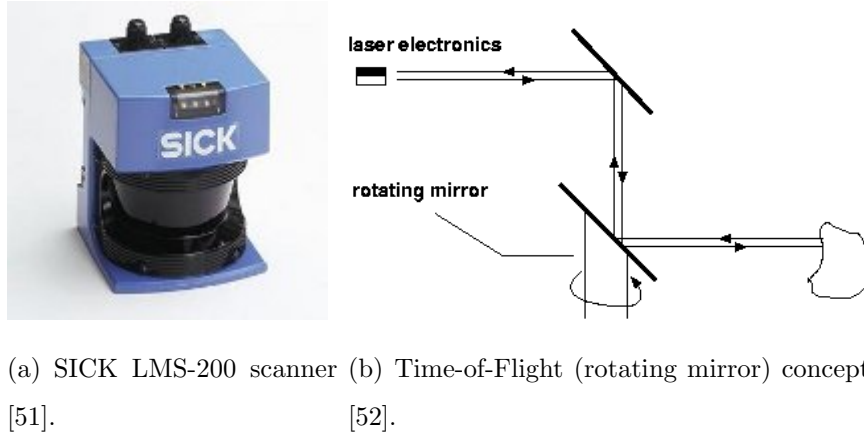 SICK
laser electronics
rotating mirror
(a) SICK LMS-200 scanner
[51].
(b) Time-of-Flight (rotating mirror) concept
[52].